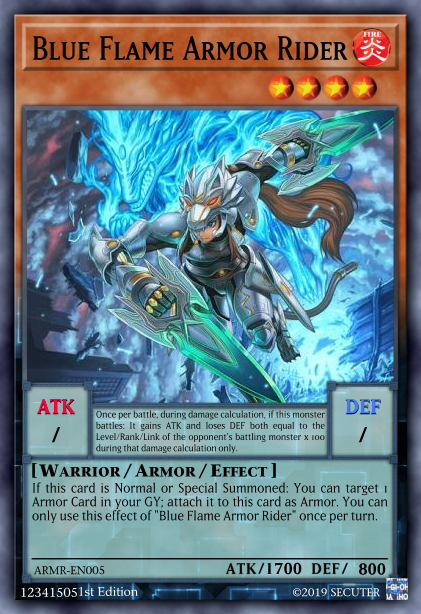 BLUE FLAME ARMOR RIDER
FIRE
炎
ATK
/
Once per battle, during damage calculation, if this monster
battles: It gains ATK and loses DEF both equal to the
Level/Rank/Link of the opponent's battling monster x 100
during that damage calculation only.
DEF
/
[WARRIOR / ARMOR / EFFECT]
If this card is Normal or Special Summoned: You can target 1
Armor Card in your GY; attach it to this card as Armor. You can
only use this effect of "Blue Flame Armor Rider" once per turn.
ARMR-EN005
ATK/1700 DEF/ 800
123415051st Edition
©2019 SECUTER